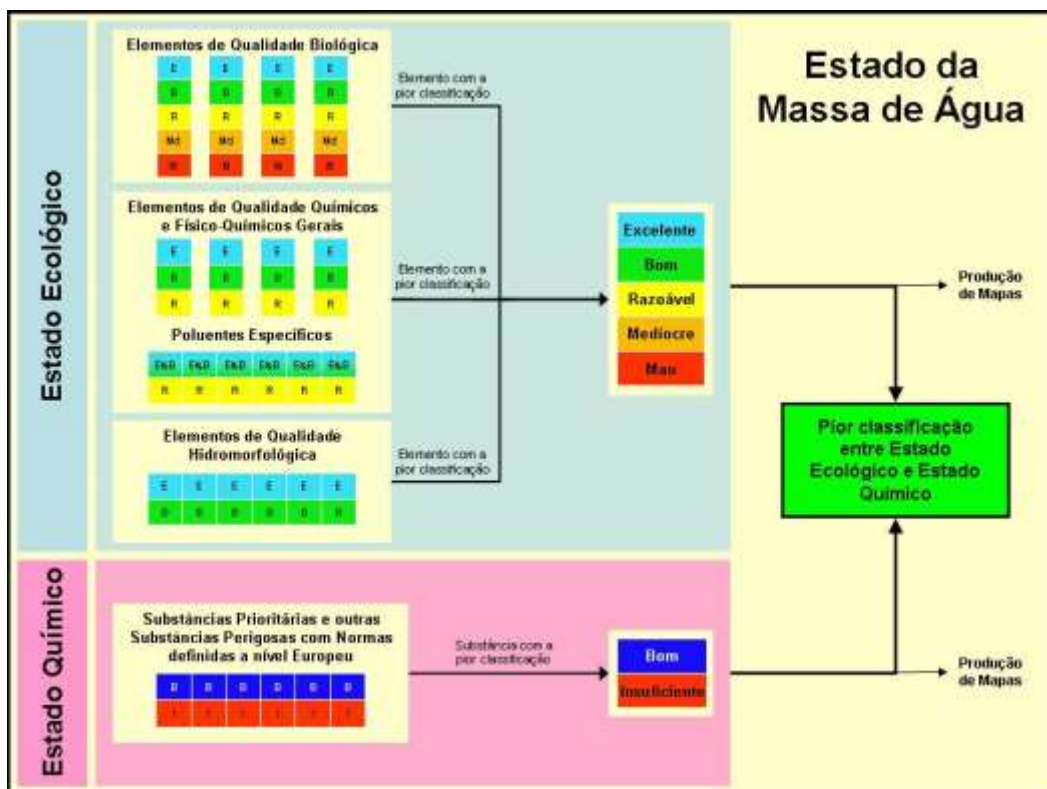 Estado Ecológico
Elementos de Qualidade Biológica
E E E E
B B B B
R R R R
Md Md Md Md
M M M M
Elemento com a
pior classificação
Elementos de Qualidade Químicos
e Físico-Químicos Gerais
E E E E
B B B B
R R R R
Elemento com a
pior classificação
Poluentes Específicos
E&B E&B E&B E&B E&B E&B
R R R R R R
Elementos de Qualidade
Hidromorfológica
E E E E E E
Elemento com a
pior classificação
Excelente
Bom
Razoável
Medíocre
Mau
Estado da
Massa de Água
Produção
de Mapas
Pior classificação
entre Estado
Ecológico e Estado
Químico
Estado Químico
Substâncias Prioritárias e outras
Substâncias Perigosas com Normas
definidas a nível Europeu
B B B B B B
Substância com a
pior classificação
Bom
Insuficiente
Produção
de Mapas